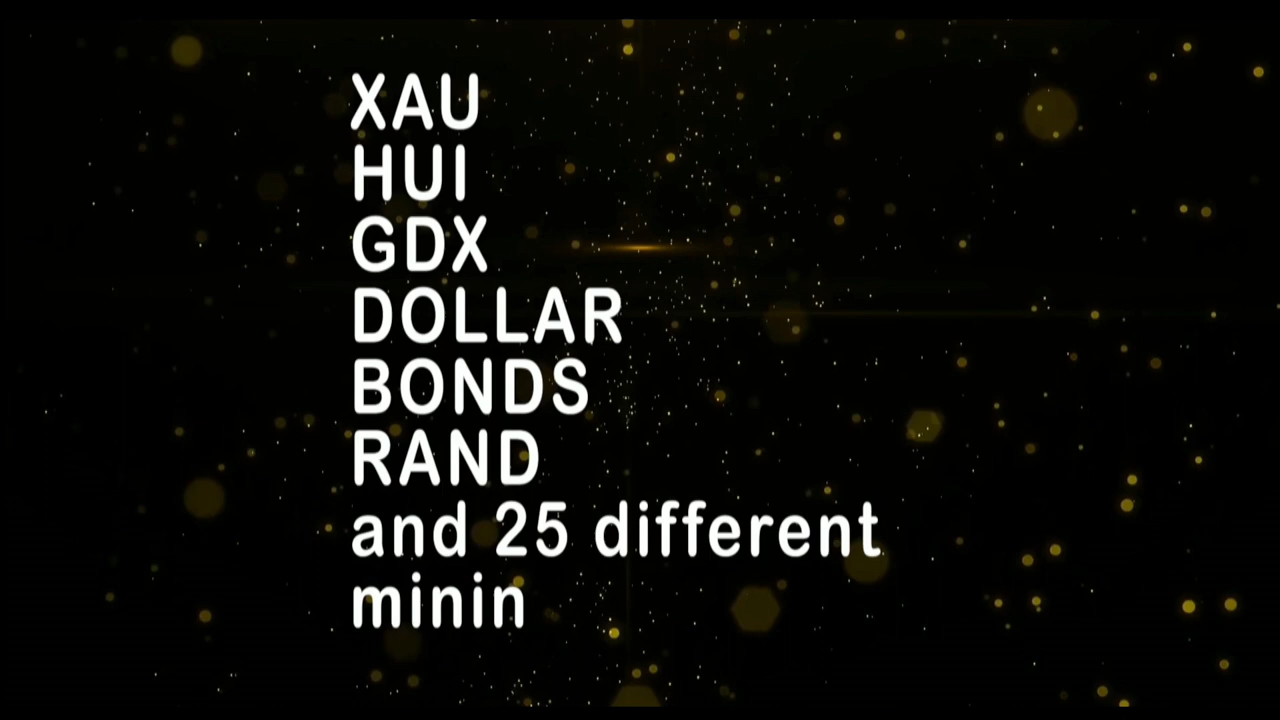 XAU
HUI
GDX
DOLLAR
BONDS
RAND
and 25 different
minin